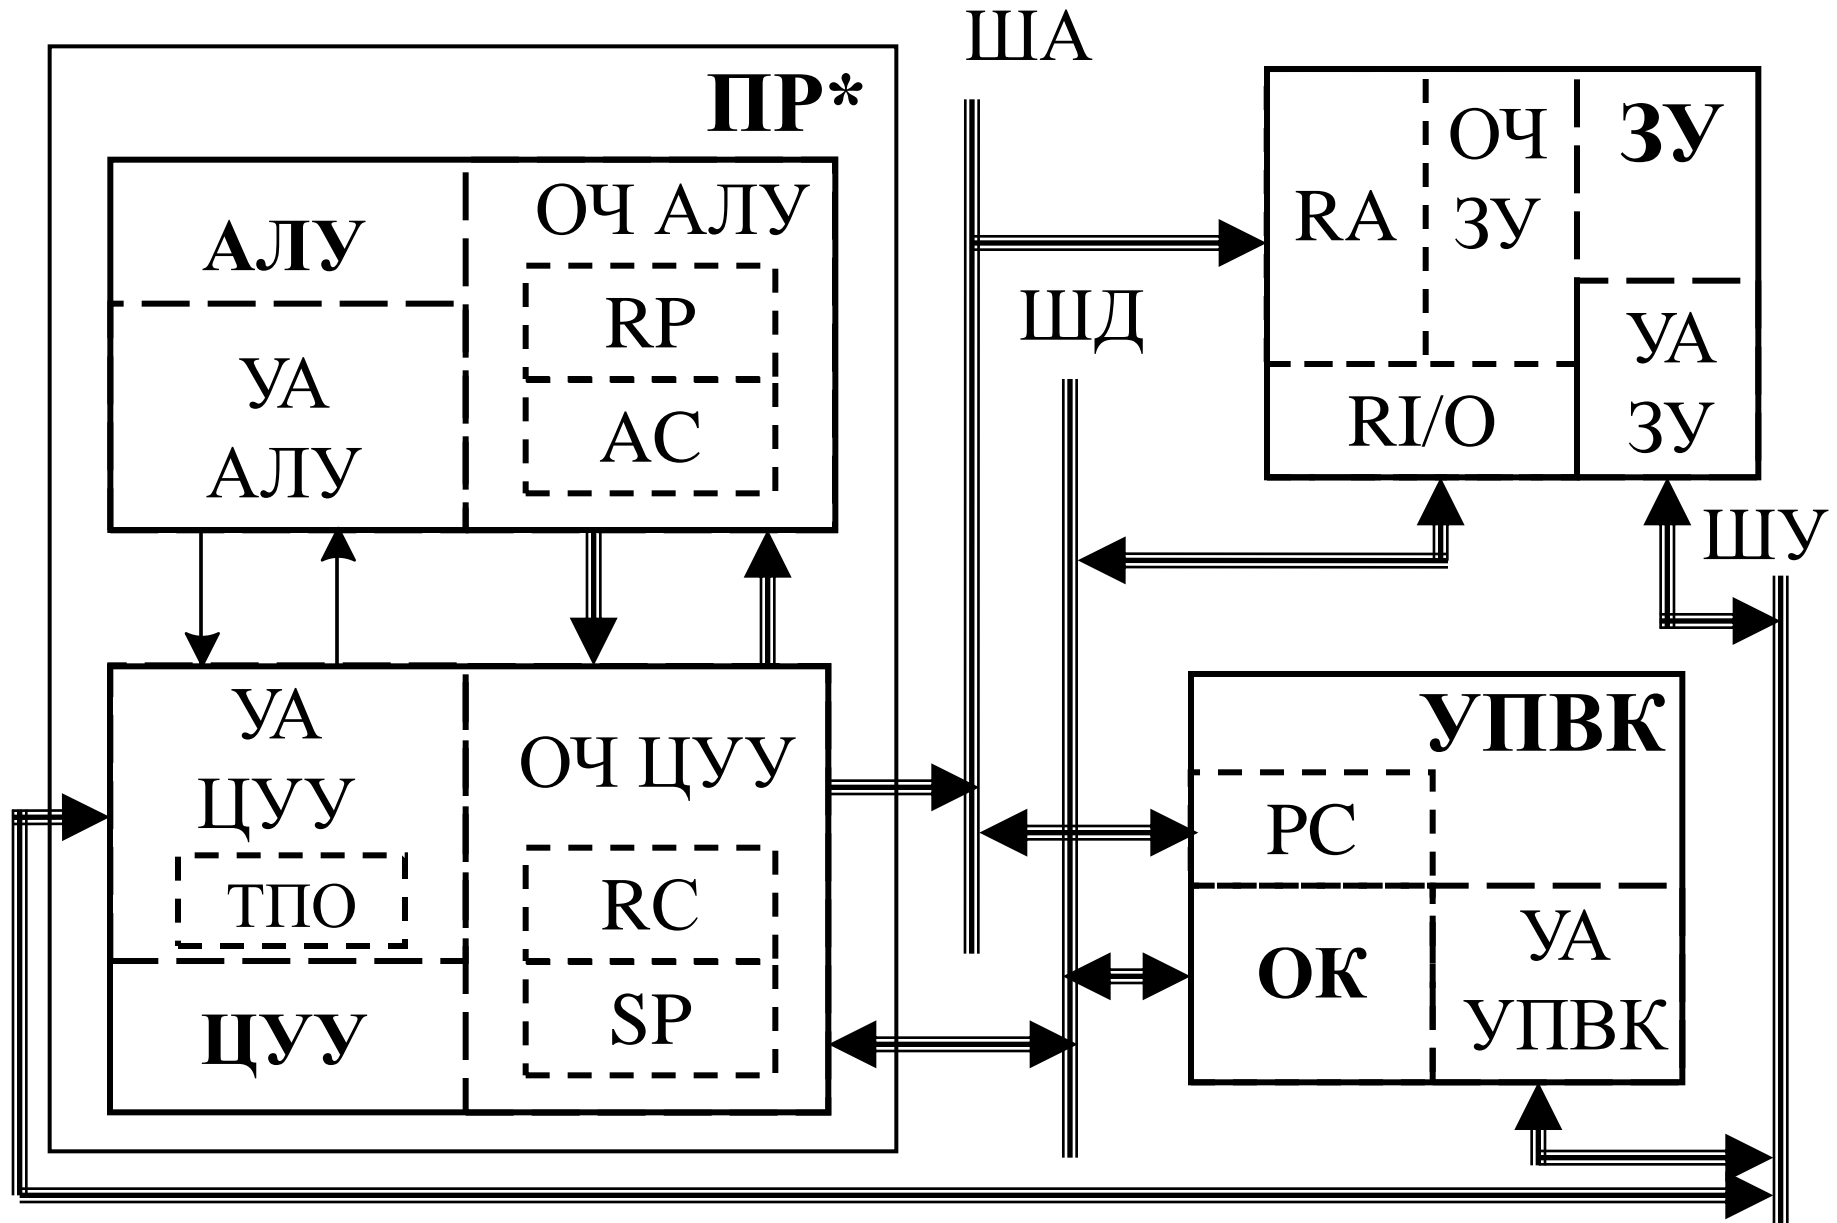 ША
ПР*
АЛУ
УА
АЛУ
ОЧ АЛУ
RP
AC
УА
ЦУУ
ТПО
ЦУУ
ОЧ ЦУУ
RC
SP
ШД
RA
ОЧ
ЗУ
ЗУ
RI/O
УА
ЗУ
ШУ
УПВК
РС
ОК
УА
УПВК